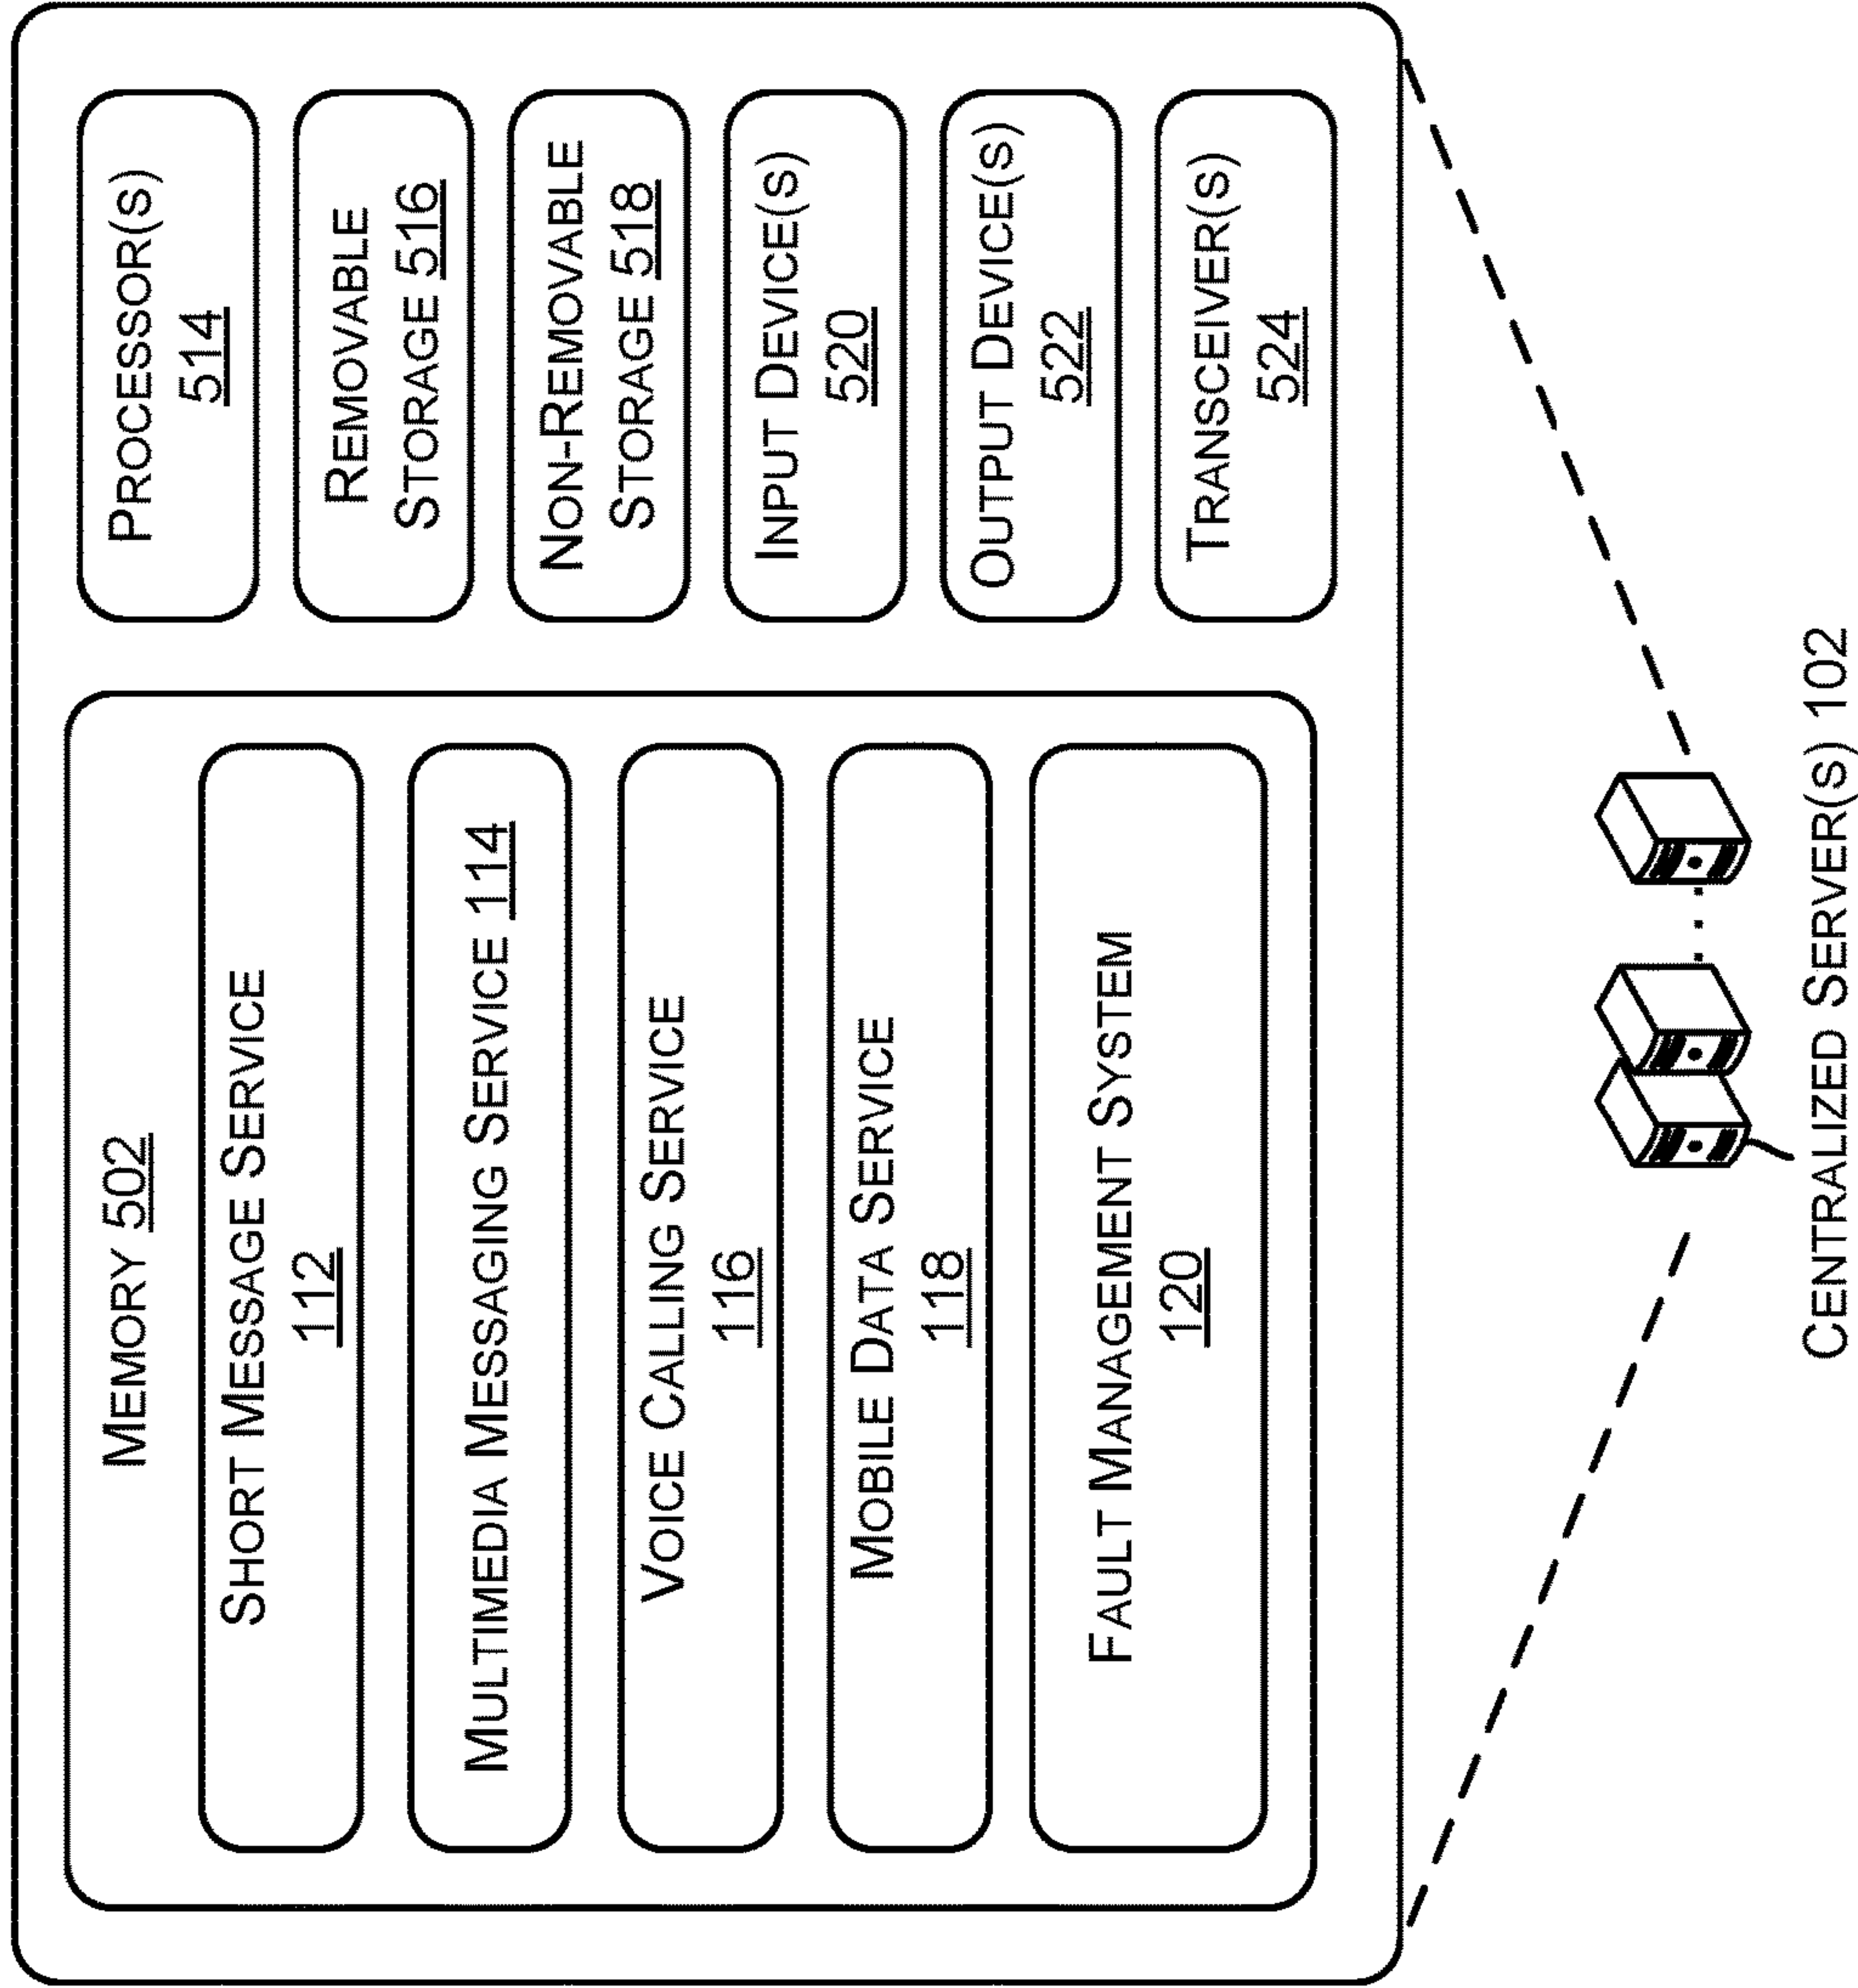 MEMORY 502
SHORT MESSAGE SERVICE
112
MULTIMEDIA MESSAGING SERVICE 114
VOICE CALLING SERVICE
116
MOBILE DATA SERVICE
118
FAULT MANAGEMENT SYSTEM
120
PROCESSOR(S)
514
REMOVABLE
STORAGE 516
NON-REMOVABLE
STORAGE 518
INPUT DEVICE(S)
520
OUTPUT DEVICE(S)
522
TRANSCEIVER(S)
524
CENTRALIZED SERVER(S) 102